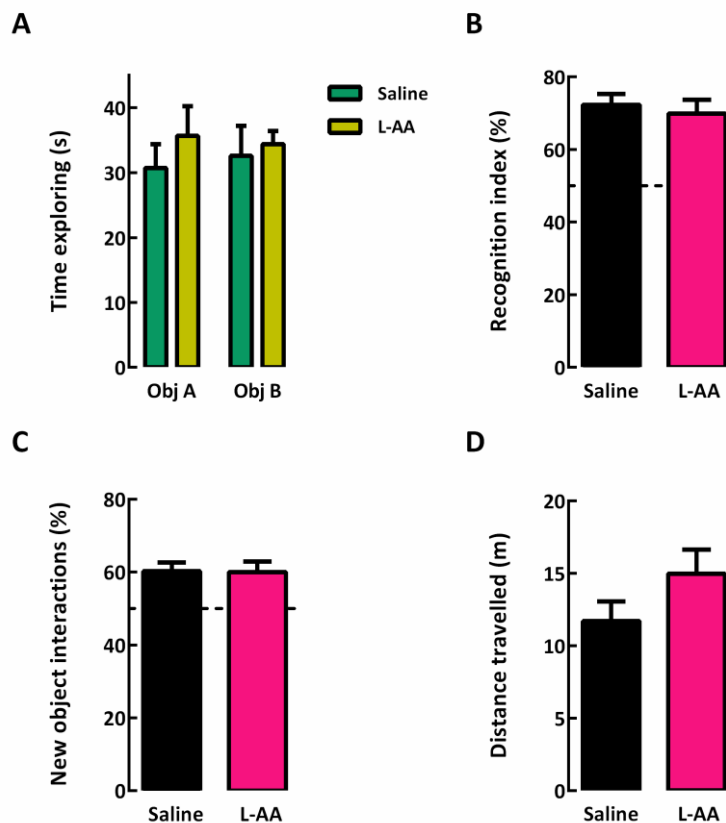 A
Time exploring (s)
40
30
20
10
0
Obj A
Obj B
Saline
L-AA
B
Recognition index (%)
80
60
40
20
0
Saline
L-AA
C
New object interactions (%)
80
60
40
20
0
Saline
L-AA
D
Distance travelled (m)
20
15
10
5
0
Saline
L-AA